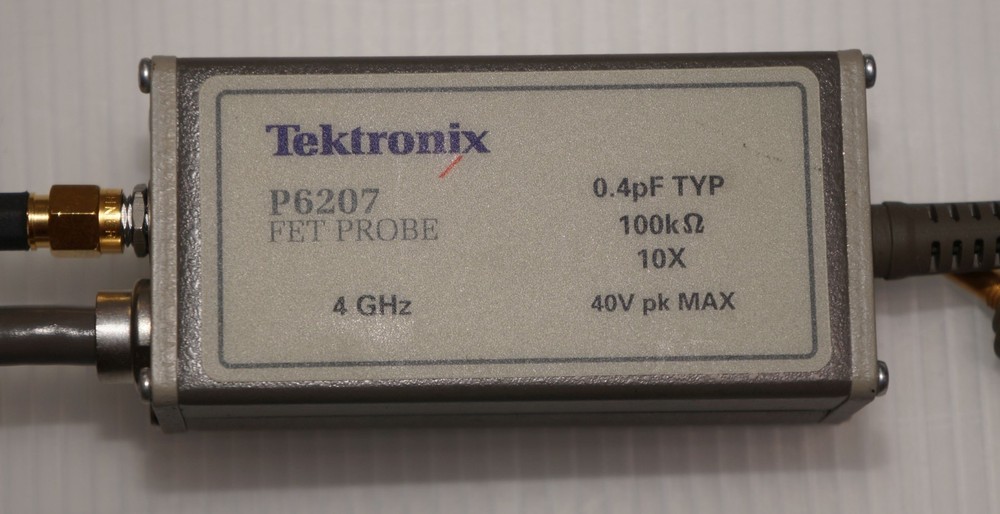 Tektronix
P6207
FET PROBE
4 GHz
0.4pF TYP
100kΩ
10X
40V pk MAX